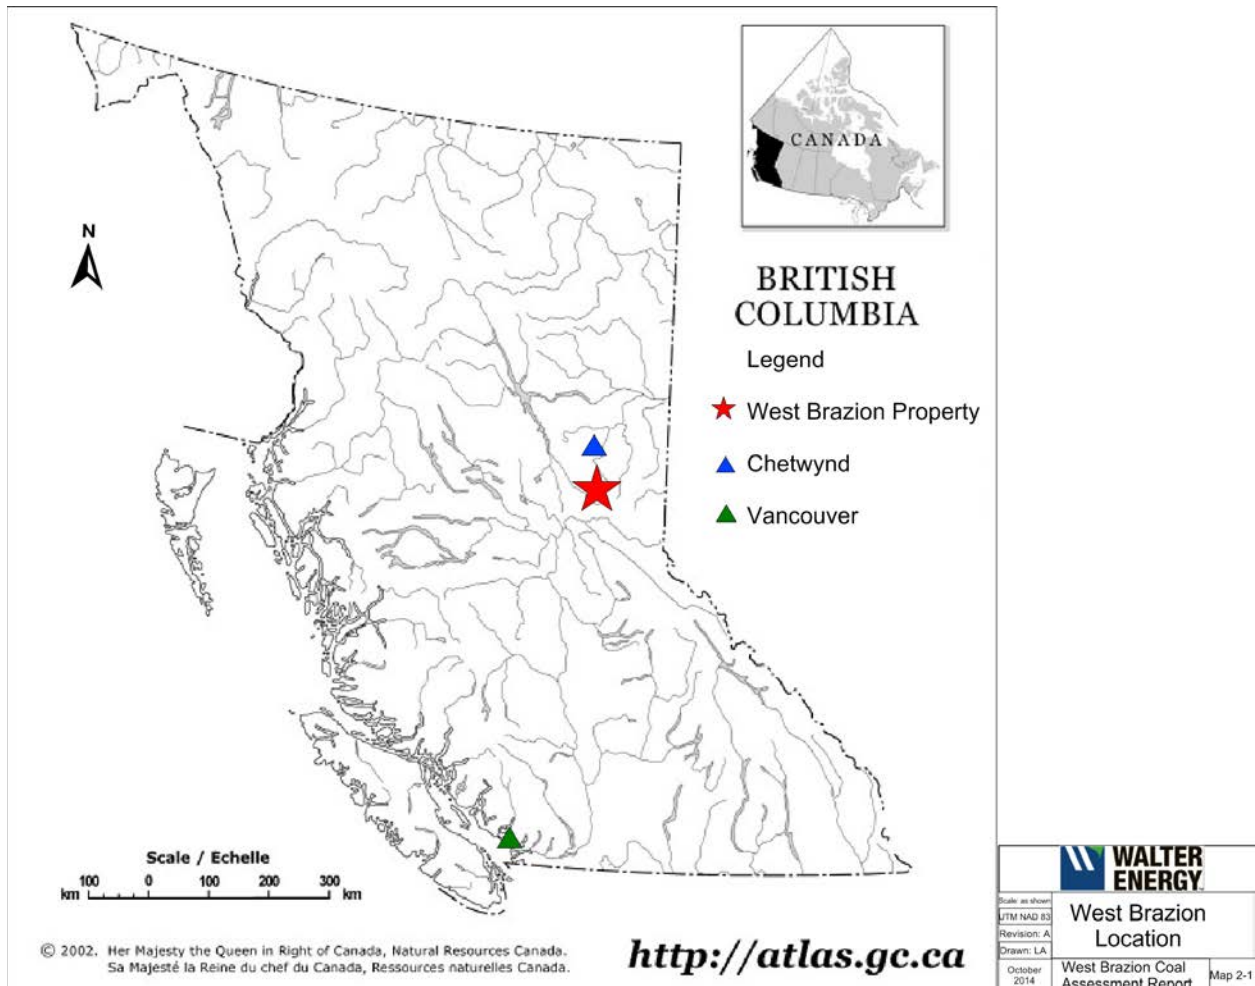 CANADA
N
BRITISH
COLUMBIA
Legend
West Brazion Property
Chetwynd
Vancouver
Scale / Echelle
100 0 100 200 300
km km
© 2002. Her Majesty the Queen in Right of Canada, Natural Resources Canada.
Sa Majesté la Reine du chef du Canada, Ressources naturelles Canada.
http://atlas.gc.ca
WALTER
ENERGY
Scale: as shown
UTM NAD 83
Revision: A
Drawn: LA
West Brazion
Location
October
2014
West Brazion Coal
Assessment Report
Map 2-1